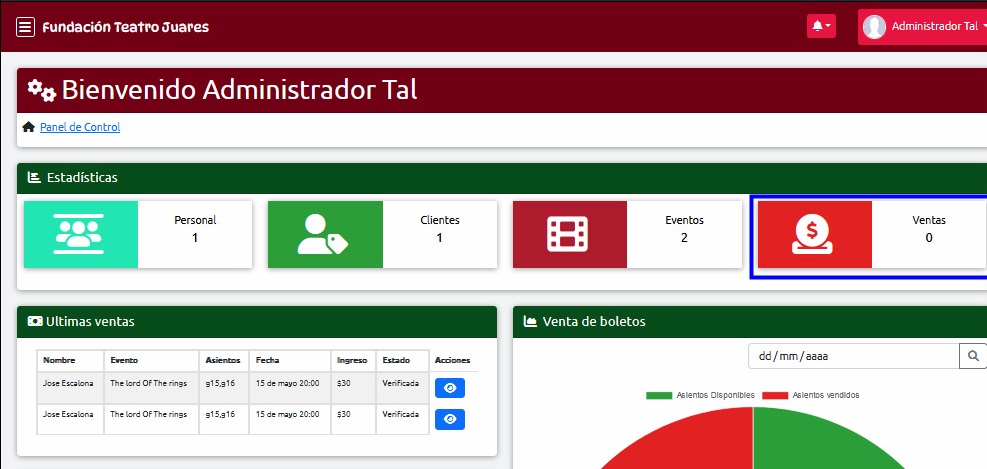 Fundación Teatro Juares
Administrador Tal
Bienvenido Administrador Tal
Panel de Control
Estadísticas
Personal
1
Clientes
1
Eventos
2
Ventas
0
Ultimas ventas
Nombre Evento Asientos Fecha Ingreso Estado Acciones
Jose Escalona The lord Of The rings g15,g16 15 de mayo 20:00 $30 Verificada
Jose Escalona The lord Of The rings g15,g16 15 de mayo 20:00 $30 Verificada
Venta de boletos
dd/mm/aaaa
Asientos Disponibles Asientos vendidos